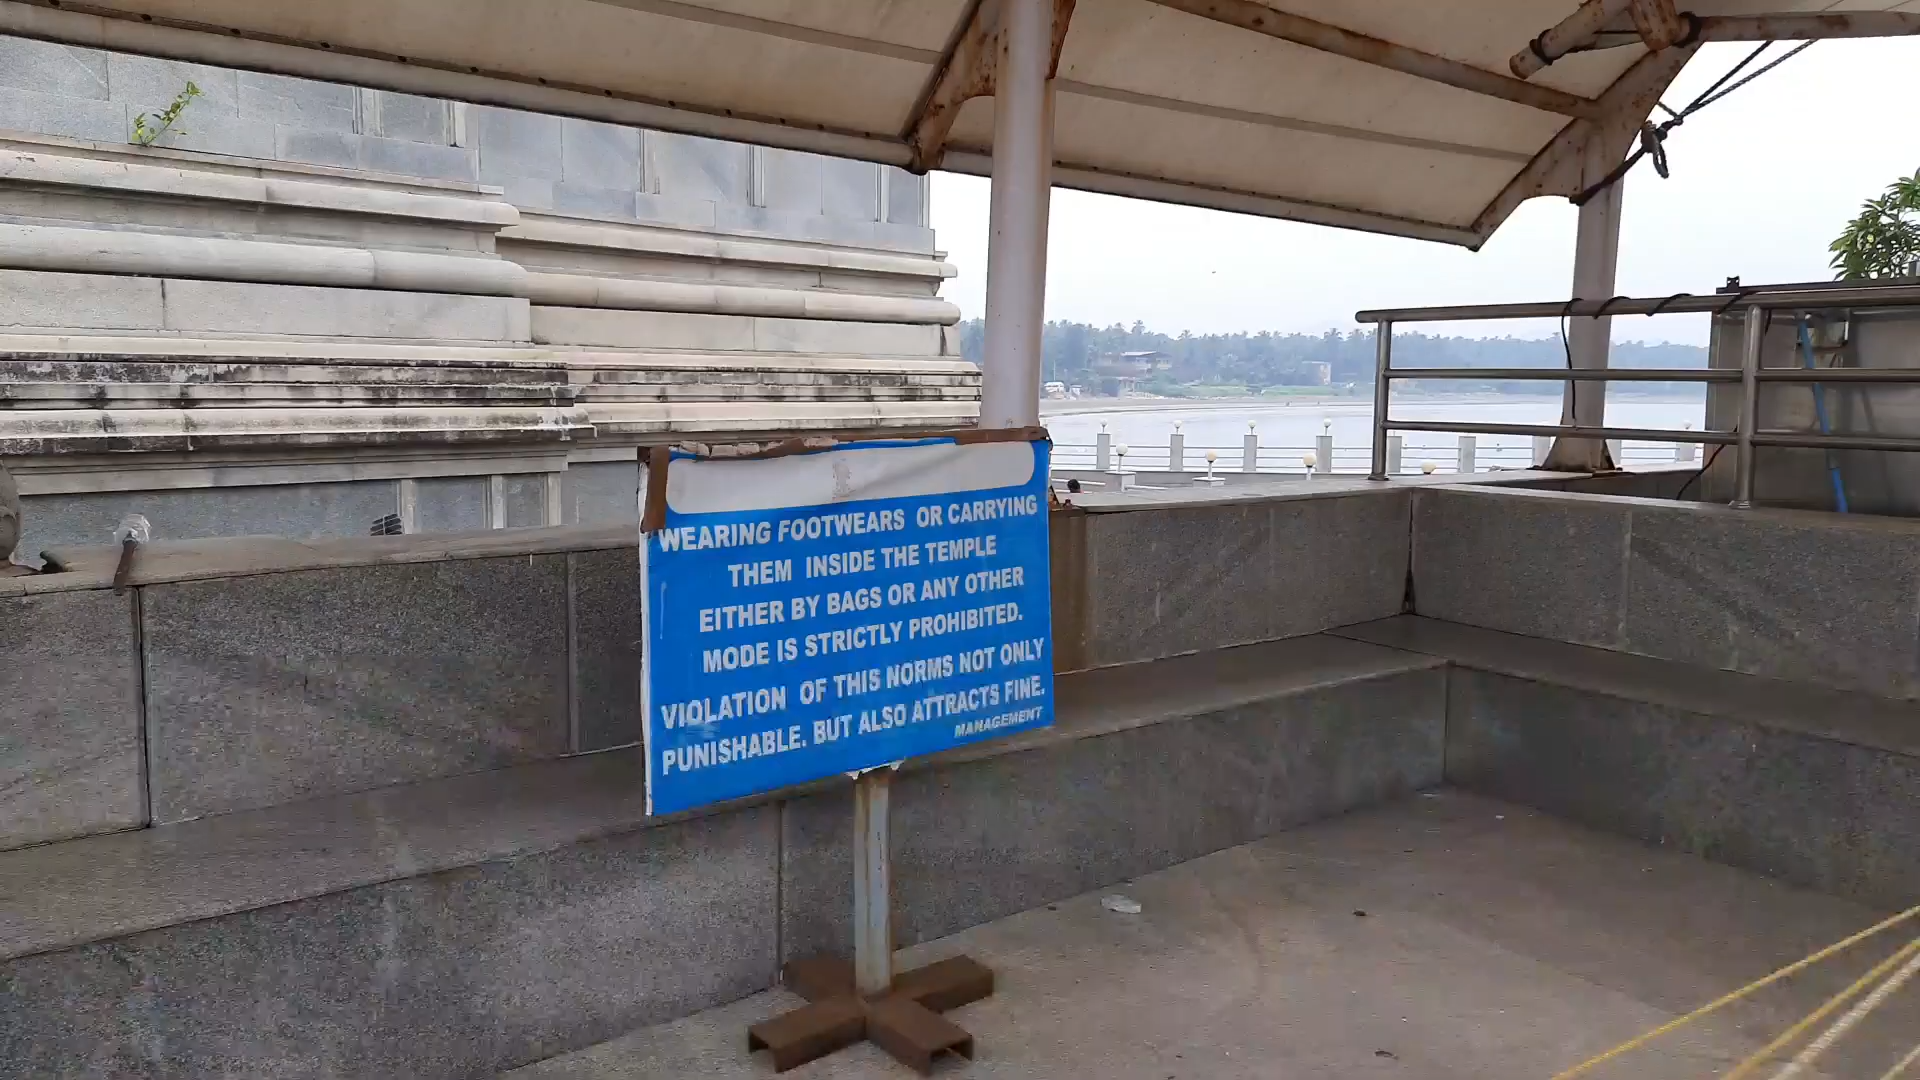 WEARING FOOTWEARS OR CARRYING
THEM INSIDE THE TEMPLE
EITHER BY BAGS OR ANY OTHER
MODE IS STRICTLY PROHIBITED.
VIOLATION OF THIS NORMS NOT ONLY
PUNISHABLE. BUT ALSO ATTRACTS FINE.
MANAGEMENT